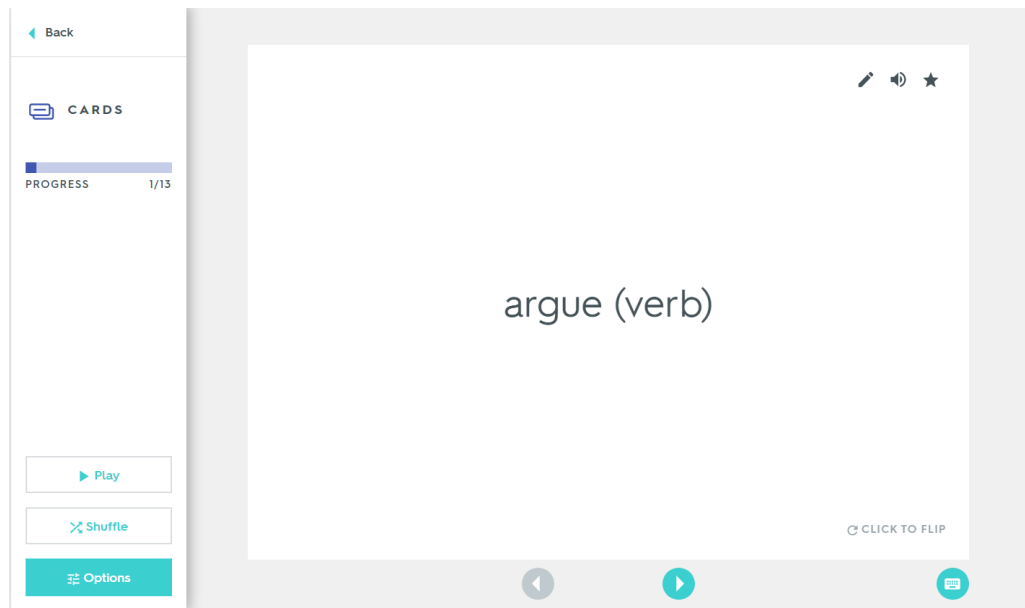 Back
CARDS
PROGRESS 1/13
argue (verb)
Play
Shuffle
CLICK TO FLIP
Options